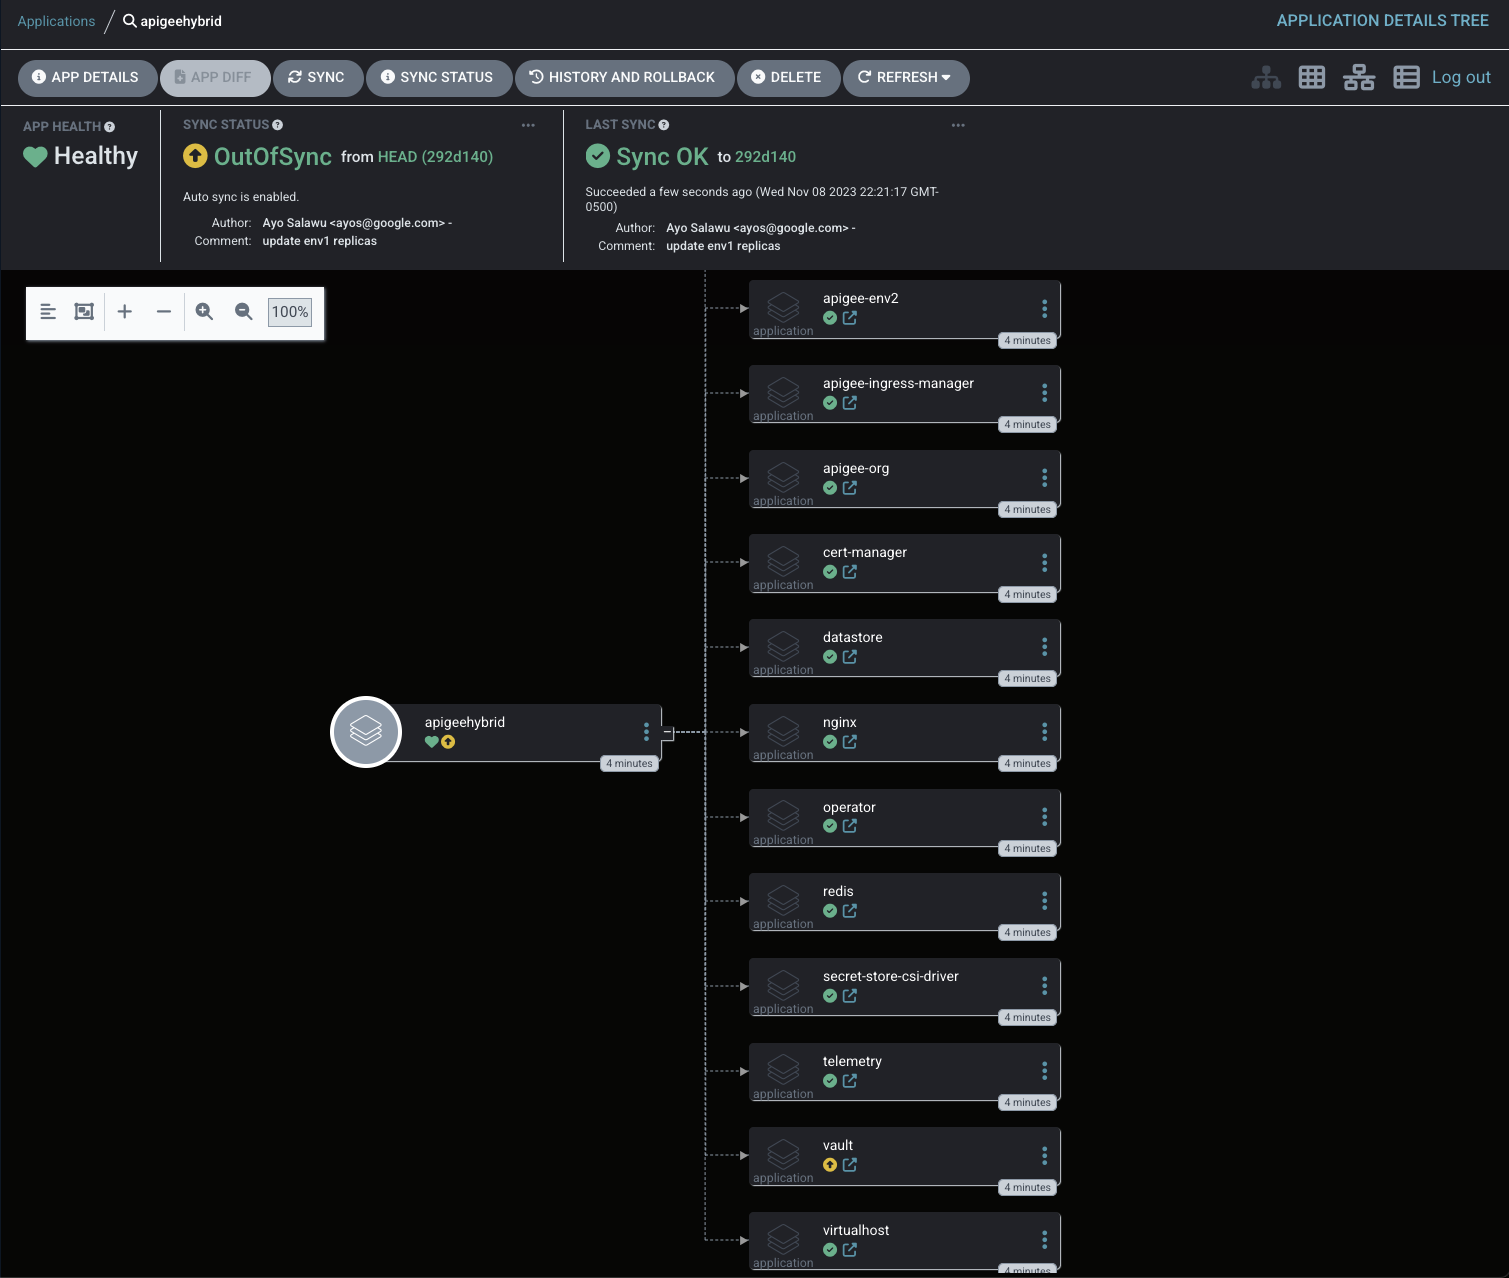 Applications / apigeehybrid
APPLICATION DETAILS TREE
APP DETAILS
APP DIFF
SYNC
SYNC STATUS
HISTORY AND ROLLBACK
DELETE
REFRESH
Log out
APP HEALTH
Healthy
SYNC STATUS
OutOfSync from HEAD (292d140)
Auto sync is enabled.
Author: Ayo Salawu <ayos@google.com> -
Comment: update env1 replicas
LAST SYNC
Sync OK to 292d140
Succeeded a few seconds ago (Wed Nov 08 2023 22:21:17 GMT-
0500)
Author: Ayo Salawu <ayos@google.com> -
Comment: update env1 replicas
100%
apigeehybrid
4 minutes
apigee-env2
application
4 minutes
apigee-ingress-manager
application
4 minutes
apigee-org
application
4 minutes
cert-manager
application
4 minutes
datastore
application
4 minutes
nginx
application
4 minutes
operator
application
4 minutes
redis
application
4 minutes
secret-store-csi-driver
application
4 minutes
telemetry
application
4 minutes
vault
application
4 minutes
virtualhost
application
4 minutes